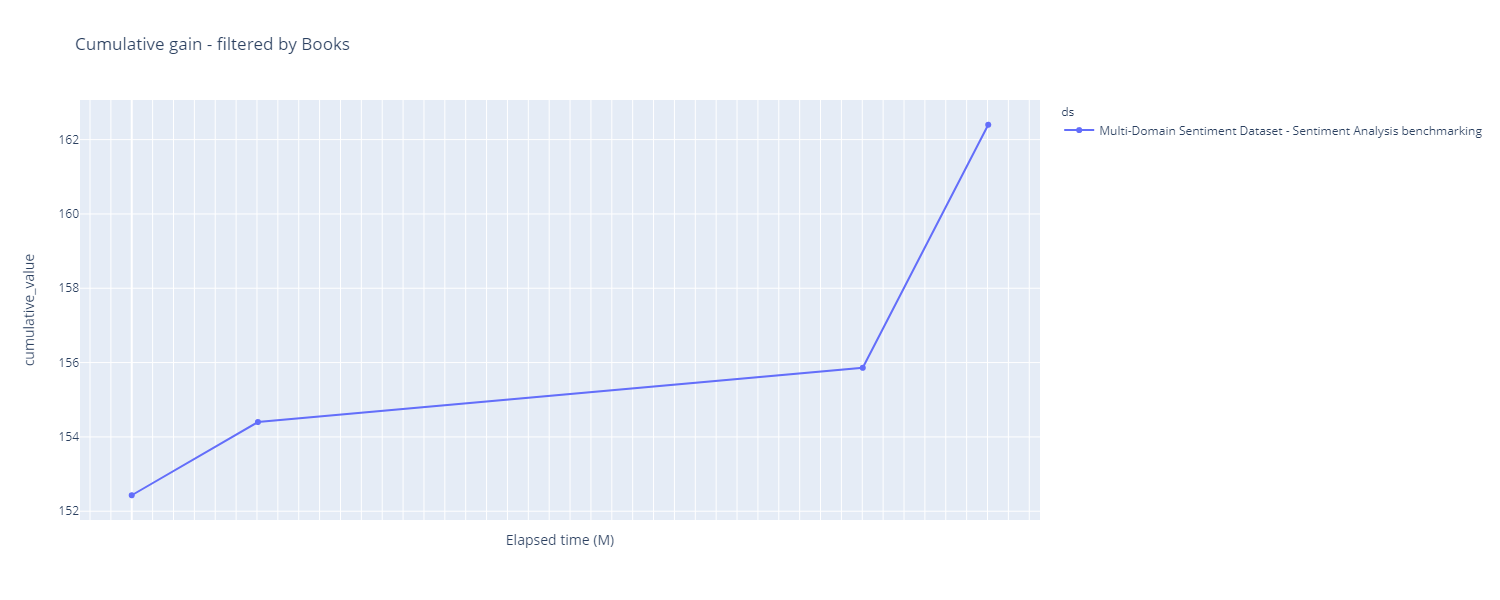 Cumulative gain - filtered by Books
ds
Multi-Domain Sentiment Dataset - Sentiment Analysis benchmarking
162
160
158
156
154
152
cumulative_value
Elapsed time (M)